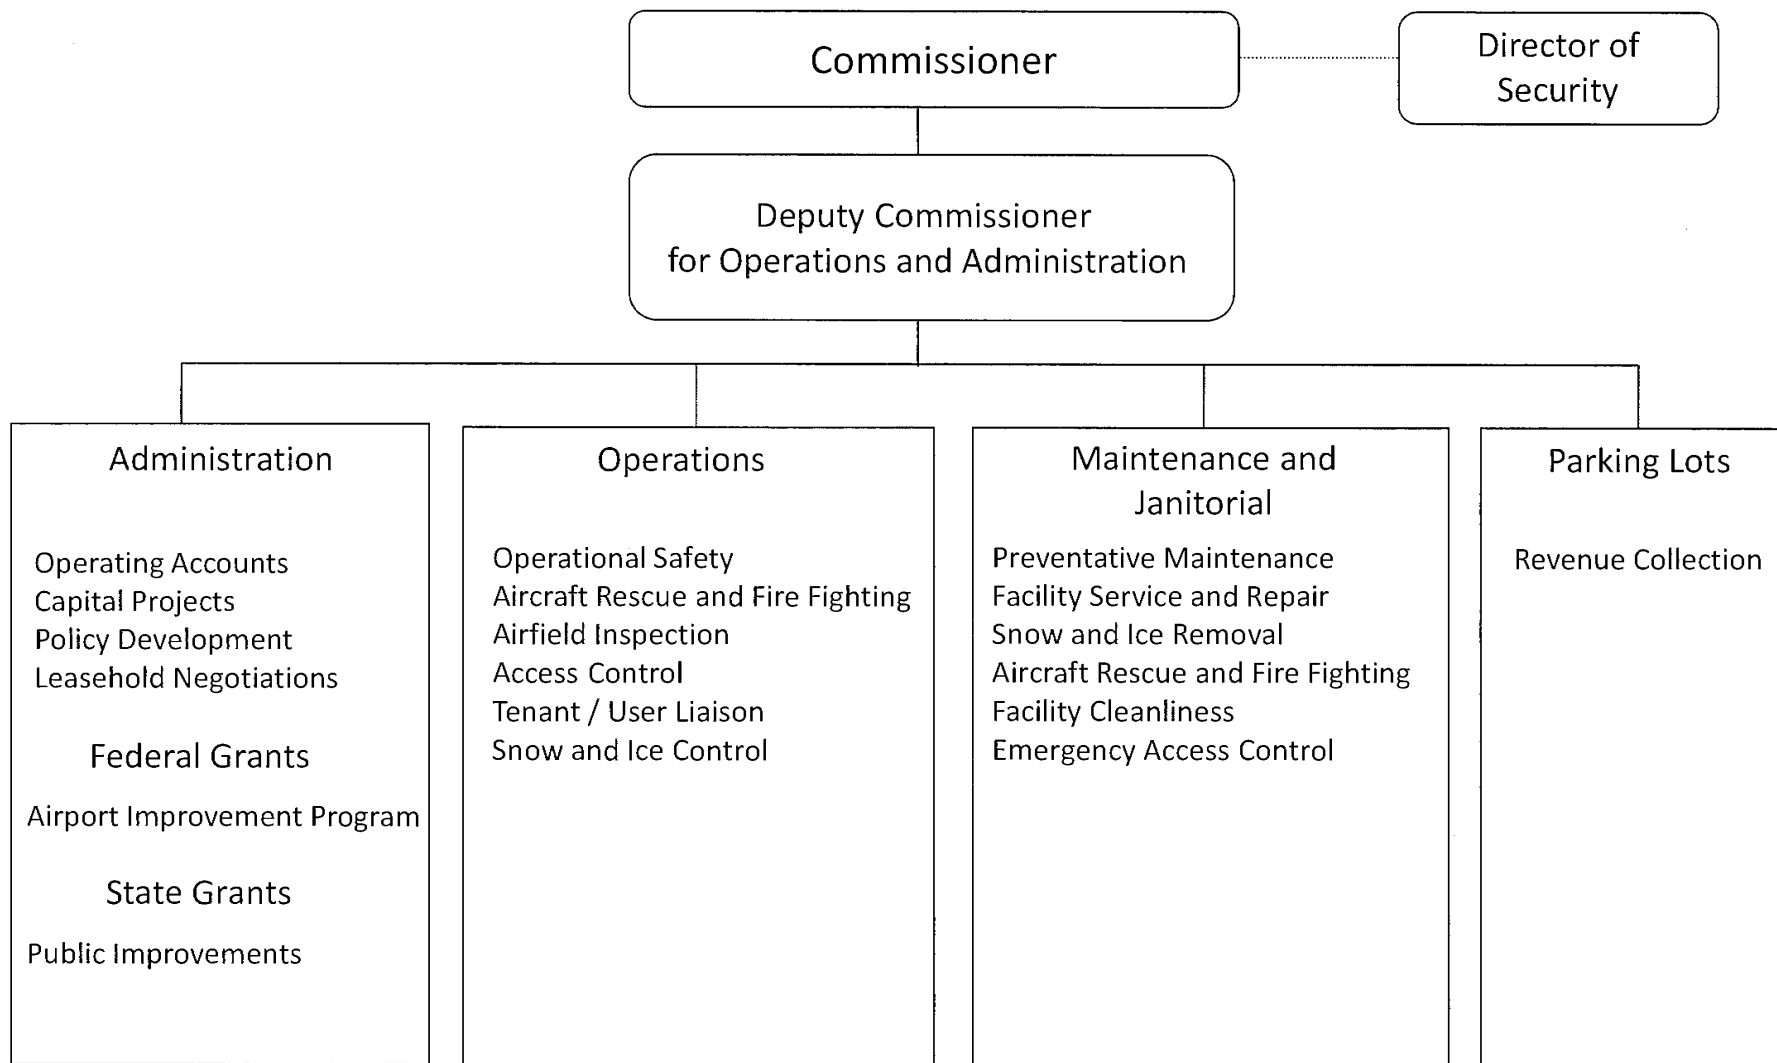 Commissioner
Director of
Security
Deputy Commissioner
for Operations and Administration
Administration
Operating Accounts
Capital Projects
Policy Development
Leasehold Negotiations
Federal Grants
Airport Improvement Program
State Grants
Public Improvements
Operations
Operational Safety
Aircraft Rescue and Fire Fighting
Airfield Inspection
Access Control
Tenant / User Liaison
Snow and Ice Control
Maintenance and
Janitorial
Preventative Maintenance
Facility Service and Repair
Snow and Ice Removal
Aircraft Rescue and Fire Fighting
Facility Cleanliness
Emergency Access Control
Parking Lots
Revenue Collection